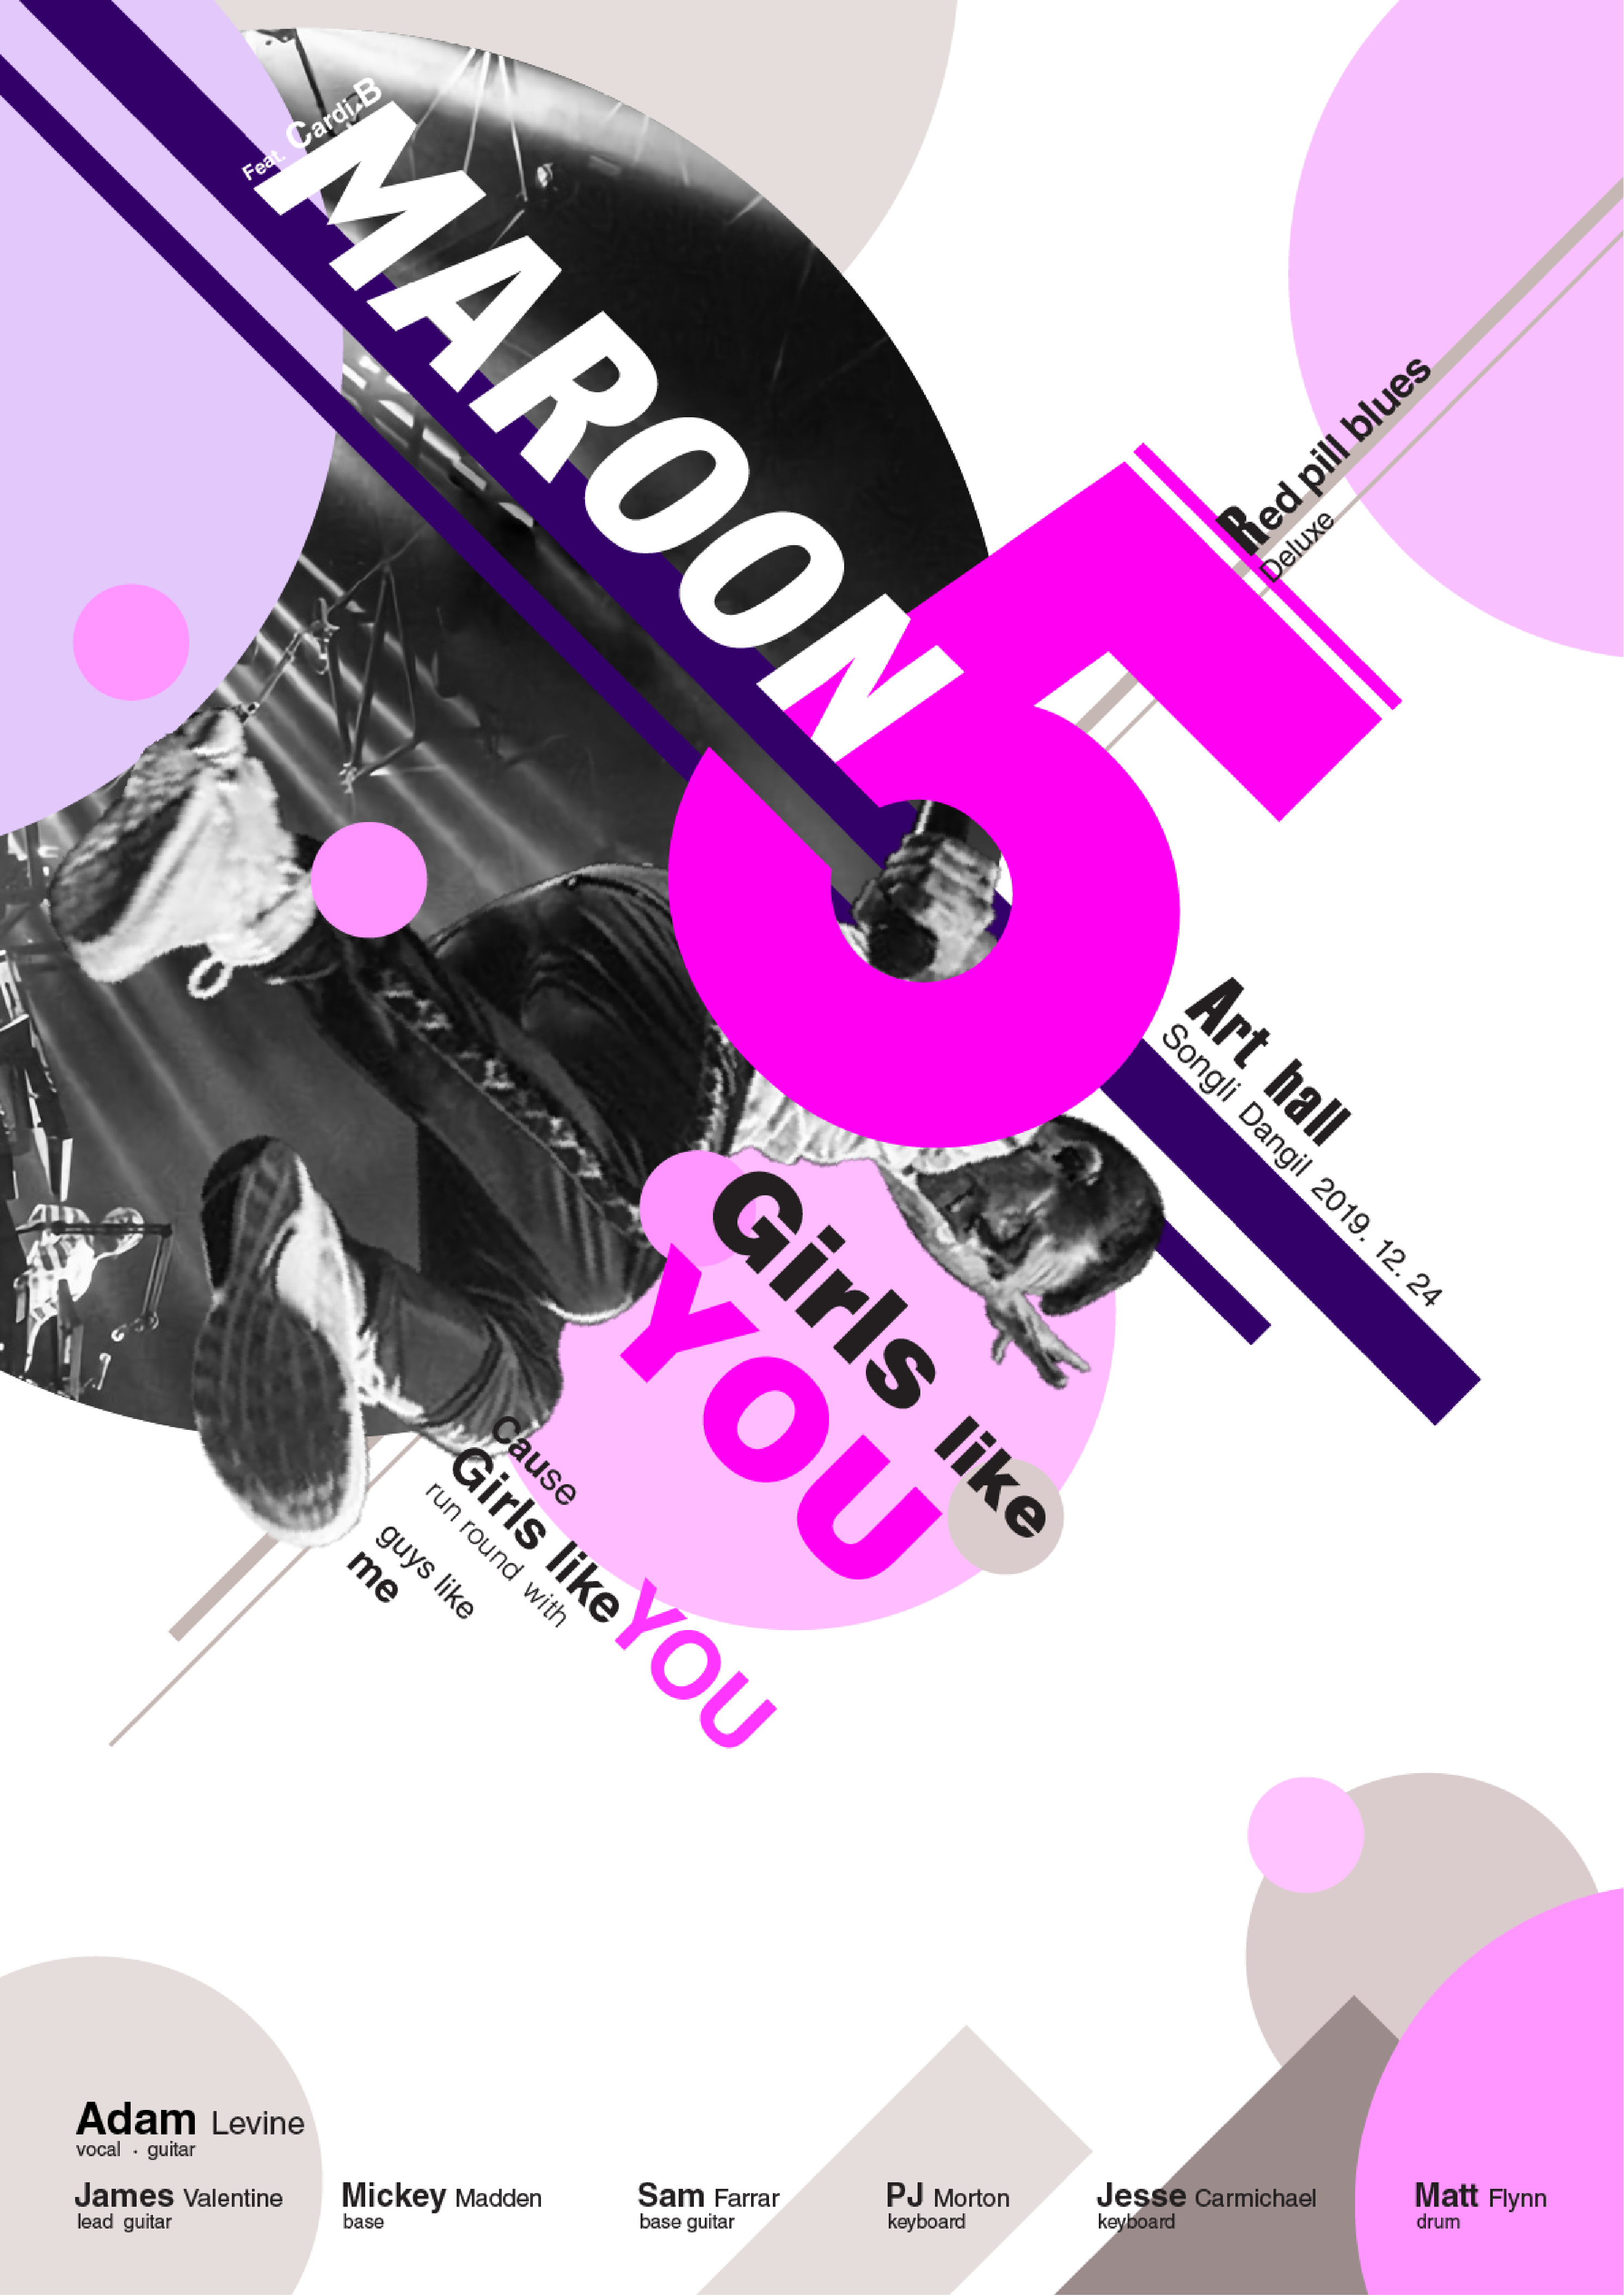 Feat. Cardi.B
MAROON
5
Red pill blues
Deluxe
Art hall
Songli Dangil 2019. 12. 24
Girls like
YOU
Cause
Girls like YOU
run round with
guys like
me
Adam Levine
vocal · guitar
James Valentine
lead guitar
Mickey Madden
base
Sam Farrar
base guitar
PJ Morton
keyboard
Jesse Carmichael
keyboard
Matt Flynn
drum